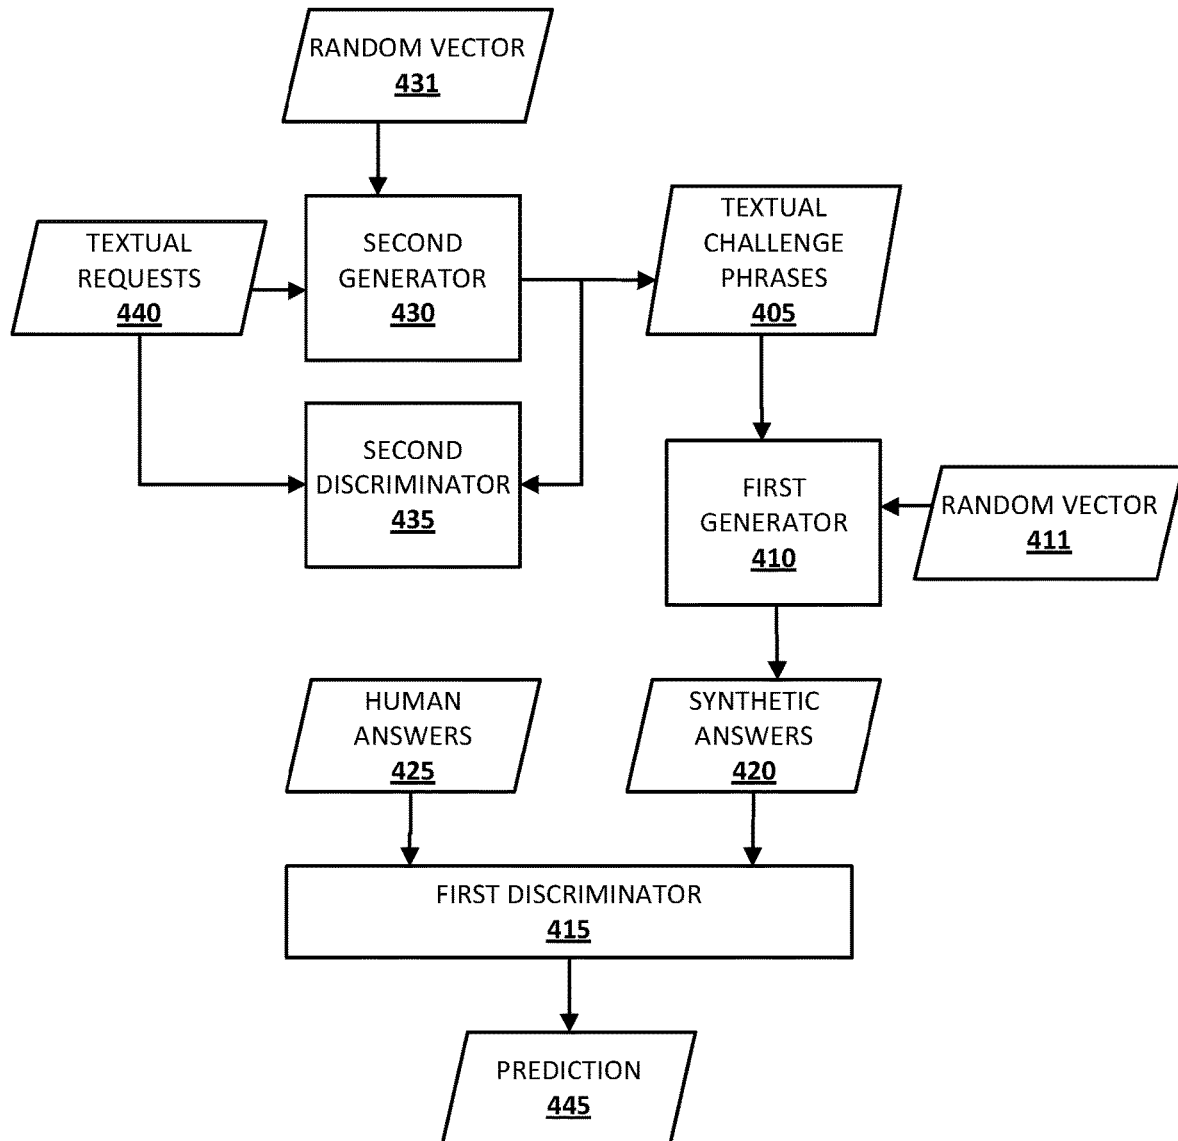 RANDOM VECTOR
431
TEXTUAL
REQUESTS
440
SECOND
GENERATOR
430
TEXTUAL
CHALLENGE
PHRASES
405
SECOND
DISCRIMINATOR
435
FIRST
GENERATOR
410
RANDOM VECTOR
411
HUMAN
ANSWERS
425
SYNTHETIC
ANSWERS
420
FIRST DISCRIMINATOR
415
PREDICTION
445